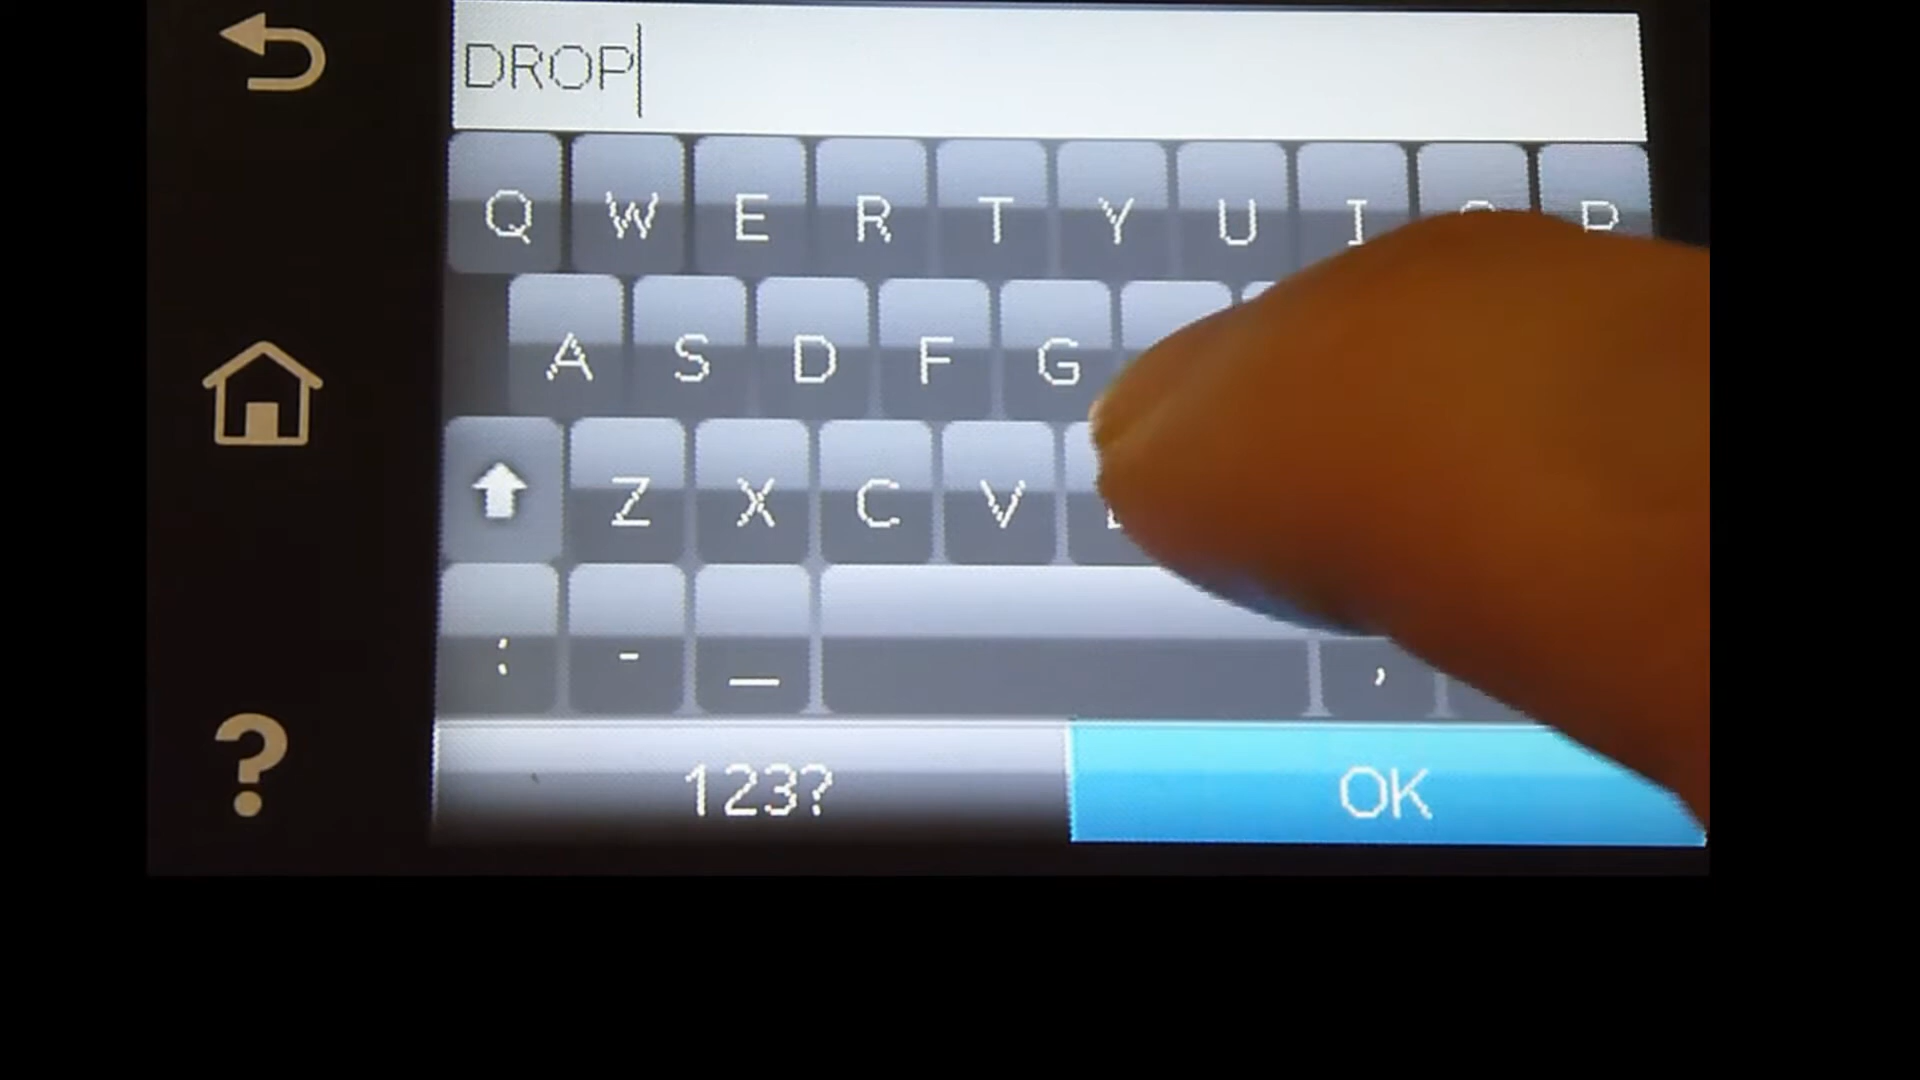 DROP
Q W E R T Y U I O P
A S D F G
Z X C V
: - _ ,
123? OK
?